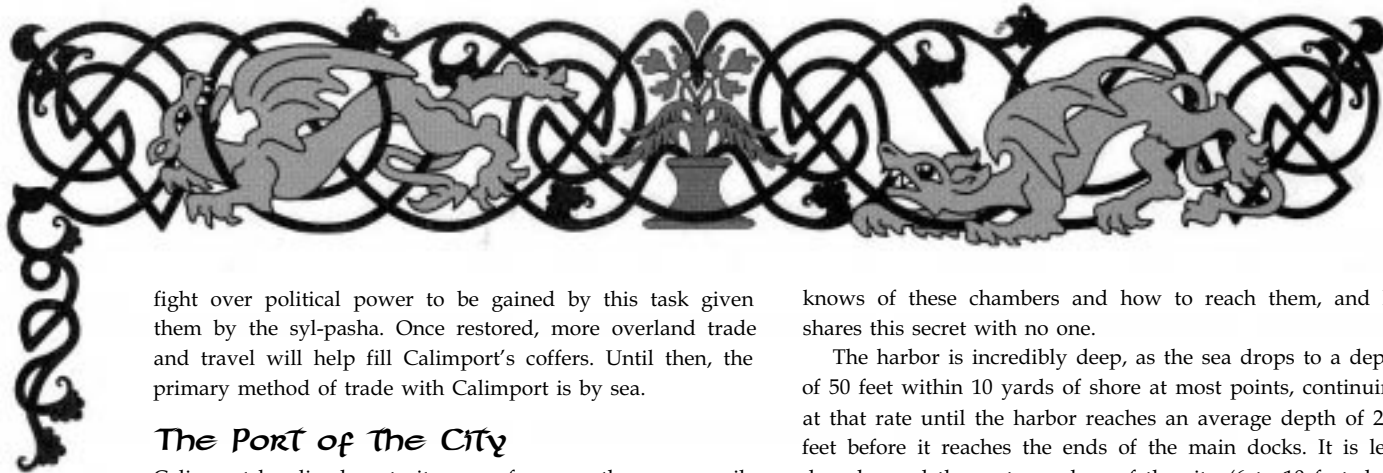 fight over political power to be gained by this task given
them by the syl-pasha. Once restored, more overland trade
and travel will help fill Calimport's coffers. Until then, the
primary method of trade with Calimport is by sea.
The Port of the City
knows of these chambers and how to reach them, and
shares this secret with no one.
The harbor is incredibly deep, as the sea drops to a dep
of 50 feet within 10 yards of shore at most points, continuin
at that rate until the harbor reaches an average depth of 2
feet before it reaches the ends of the main docks. It is le